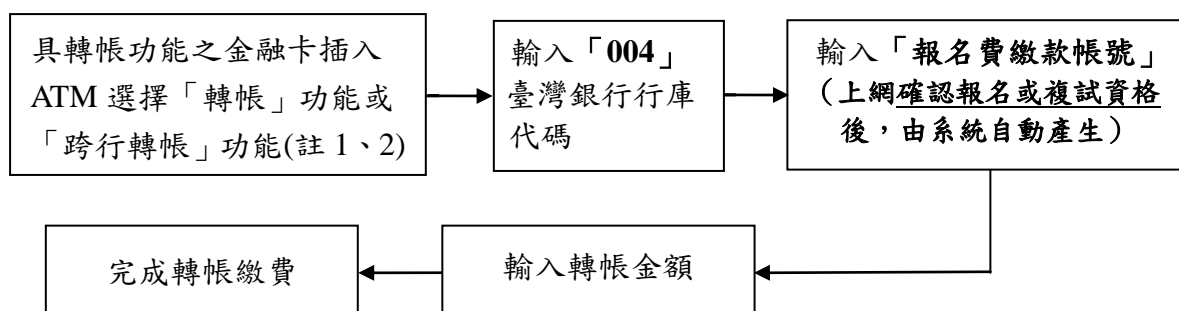 具轉帳功能之金融卡插入
ATM 選擇「轉帳」功能或
「跨行轉帳」功能(註 1、2)
輸入「004」
臺灣銀行行庫
代碼
輸入「報名費繳款帳號」
（上網確認報名或複試資格
後，由系統自動產生）
輸入轉帳金額
完成轉帳繳費